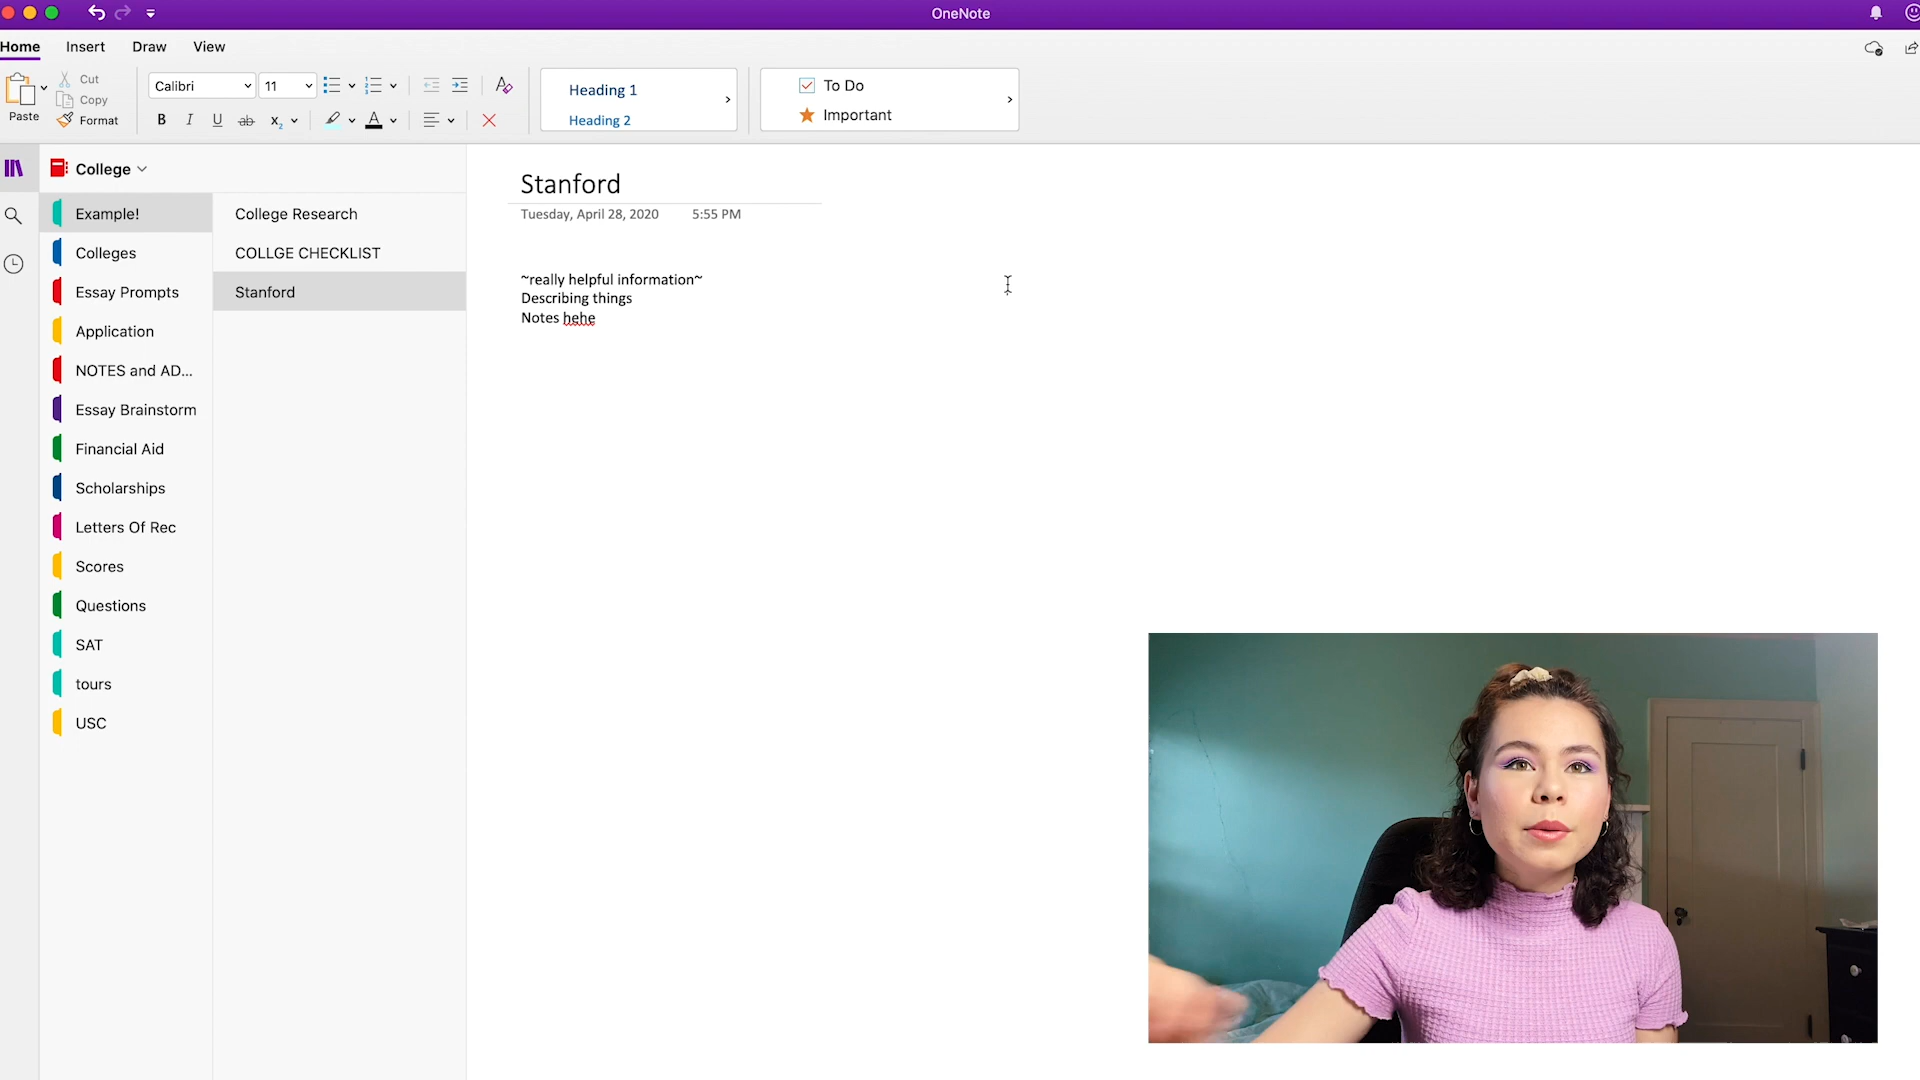 OneNote
Home Insert Draw View
Paste
Cut
Copy
Format
Calibri 11
B I U ab x2 A
Heading 1
Heading 2
To Do
Important
College
Example!
Colleges
Essay Prompts
Application
NOTES and AD...
Essay Brainstorm
Financial Aid
Scholarships
Letters Of Rec
Scores
Questions
SAT
tours
USC
College Research
COLLGE CHECKLIST
Stanford
Stanford
Tuesday, April 28, 2020 5:55 PM
~really helpful information~
Describing things
Notes hehe